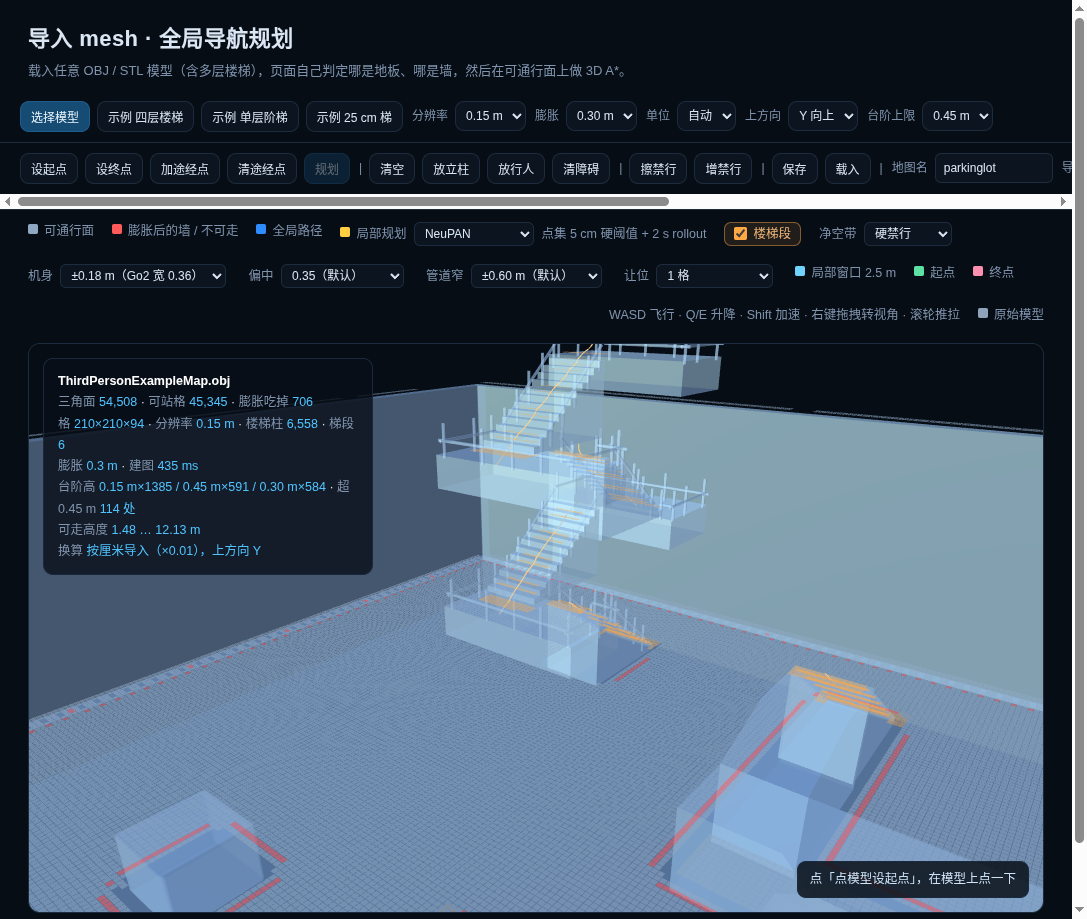 导入 mesh · 全局导航规划
载入任意 OBJ / STL 模型（含多层楼梯），页面自己判定哪是地板、哪是墙，然后在可通行面上做 3D A*。
选择模型 示例 四层楼梯 示例 单层阶梯 示例 25 cm 梯 分辨率 0.15 m 膨胀 0.30 m 单位 自动 上方向 Y 向上 台阶上限 0.45 m
设起点 设终点 加途经点 清途经点 规划 | 清空 放立柱 放行人 清障碍 | 擦禁行 增禁行 | 保存 载入 | 地图名 parkinglot 导
可通行面 膨胀后的墙 / 不可走 全局路径 局部规划 NeuPAN 点集 5 cm 硬阈值 + 2 s rollout 楼梯段 净空带 硬禁行
机身 ±0.18 m（Go2 宽 0.36） 偏中 0.35（默认） 管道窄 ±0.60 m（默认） 让位 1 格 局部窗口 2.5 m 起点 终点
WASD 飞行 · Q/E 升降 · Shift 加速 · 右键拖拽转视角 · 滚轮推拉 原始模型
ThirdPersonExampleMap.obj
三角面 54,508 · 可站格 45,345 · 膨胀吃掉 706
格 210×210×94 · 分辨率 0.15 m · 楼梯柱 6,558 · 梯段
6
膨胀 0.3 m · 建图 435 ms
台阶高 0.15 m×1385 / 0.45 m×591 / 0.30 m×584 · 超
0.45 m 114 处
可走高度 1.48 … 12.13 m
换算 按厘米导入（×0.01），上方向 Y
点「点模型设起点」，在模型上点一下